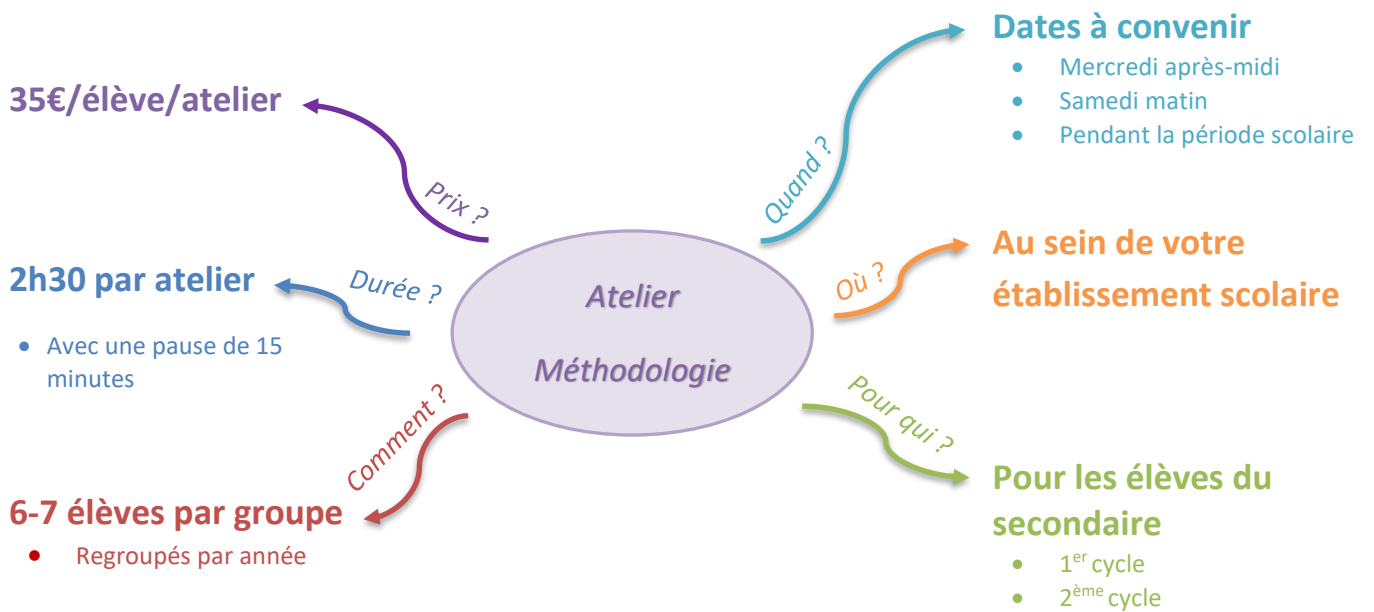 Atelier
Méthodologie
Prix ?
35€/élève/atelier
Durée ?
2h30 par atelier
• Avec une pause de 15
minutes
Comment ?
6-7 élèves par groupe
• Regroupés par année
Quand ?
Dates à convenir
• Mercredi après-midi
• Samedi matin
• Pendant la période scolaire
Où ?
Au sein de votre
établissement scolaire
Pour qui ?
Pour les élèves du
secondaire
• 1er cycle
• 2ème cycle